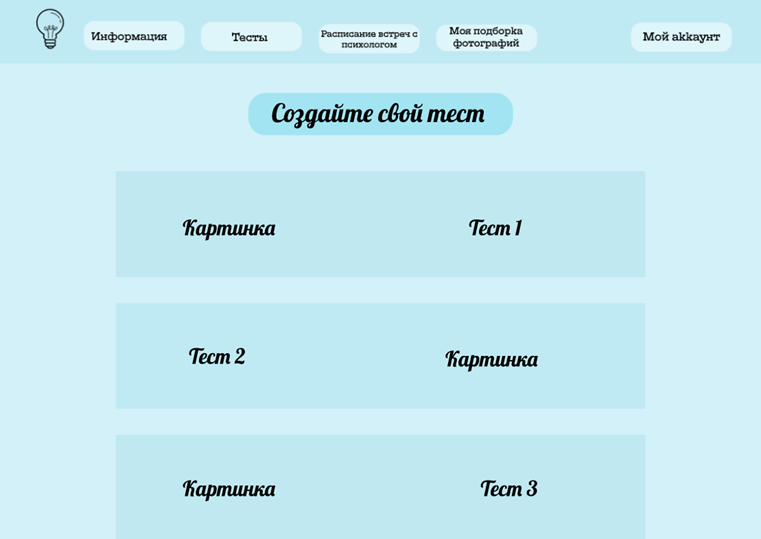 Информация
Тесты
Расписание встреч с
психологом
Моя подборка
фотографий
Мой аккаунт
Создайте свой тест
Картинка
Тест 1
Тест 2
Картинка
Картинка
Тест 3